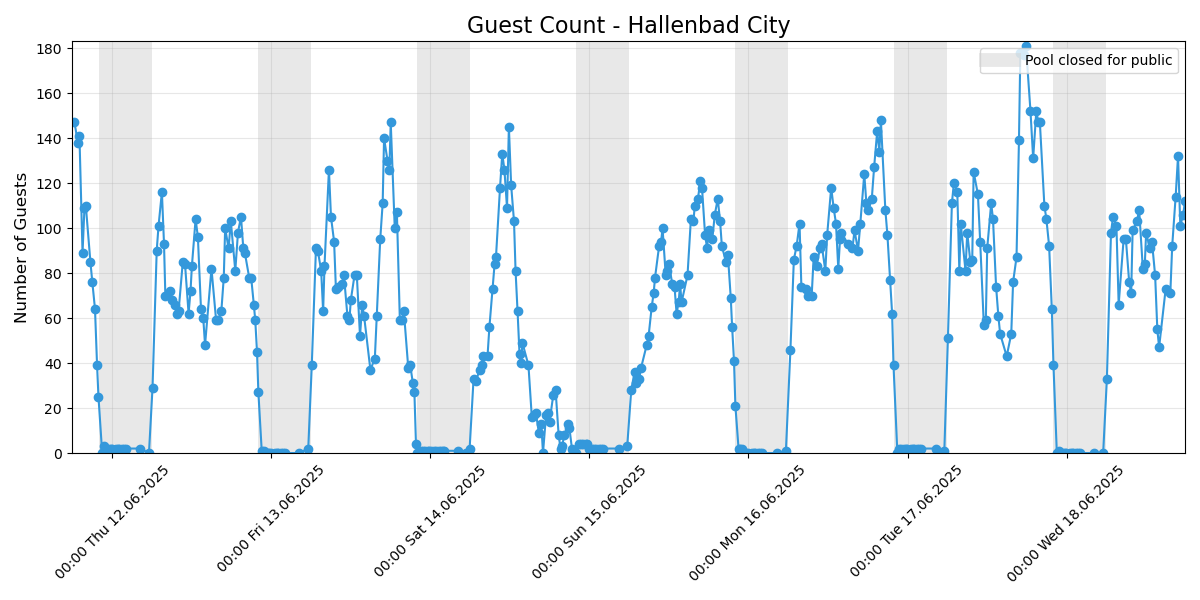 Guest Count - Hallenbad City
Pool closed for public
Number of Guests
180
160
140
120
100
80
60
40
20
0
00:00 Thu 12.06.2025
00:00 Fri 13.06.2025
00:00 Sat 14.06.2025
00:00 Sun 15.06.2025
00:00 Mon 16.06.2025
00:00 Tue 17.06.2025
00:00 Wed 18.06.2025